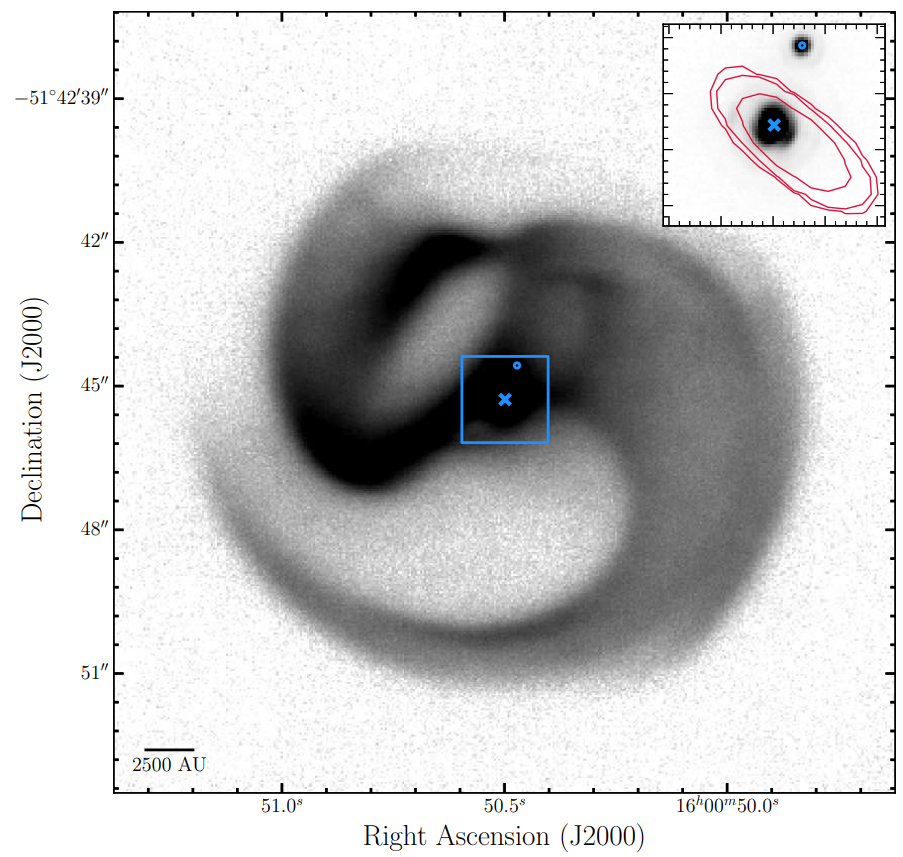 −51°42′39″
42″
45″
48″
51″
Declination (J2000)
2500 AU
51.0ˢ
50.5ˢ
16ʰ00ᵐ50.0ˢ
Right Ascension (J2000)